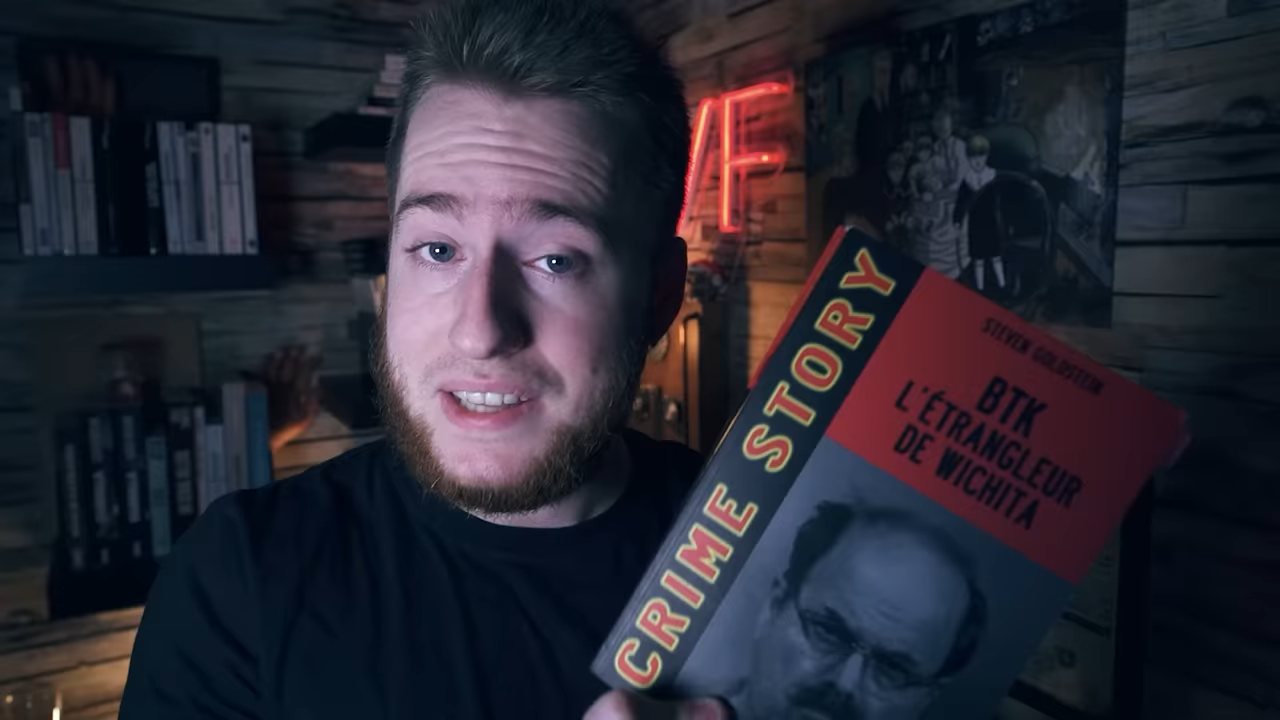 CRIME STORY
STEVEN GOLDSTEIN
BTK
L'ÉTRANGLEUR
DE WICHITA